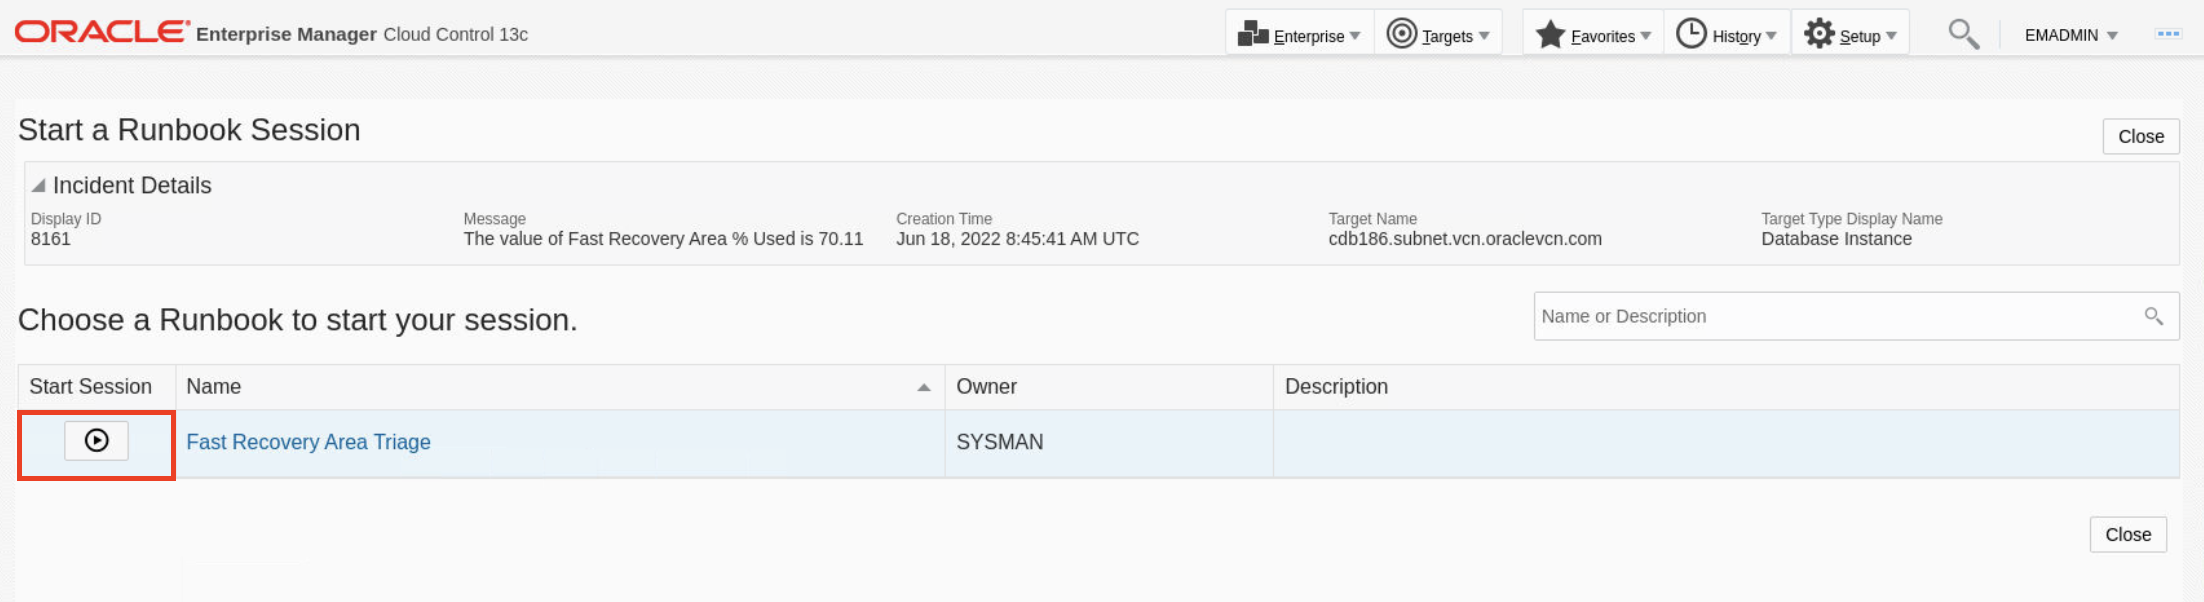 ORACLE® Enterprise Manager Cloud Control 13c
Enterprise Targets Favorites History Setup EMADMIN
Start a Runbook Session
Close
Incident Details
Display ID Message Creation Time Target Name Target Type Display Name
8161 The value of Fast Recovery Area % Used is 70.11 Jun 18, 2022 8:45:41 AM UTC cdb186.subnet.vcn.oraclevcn.com Database Instance
Choose a Runbook to start your session.
Name or Description
Start Session Name Owner Description
Fast Recovery Area Triage SYSMAN
Close